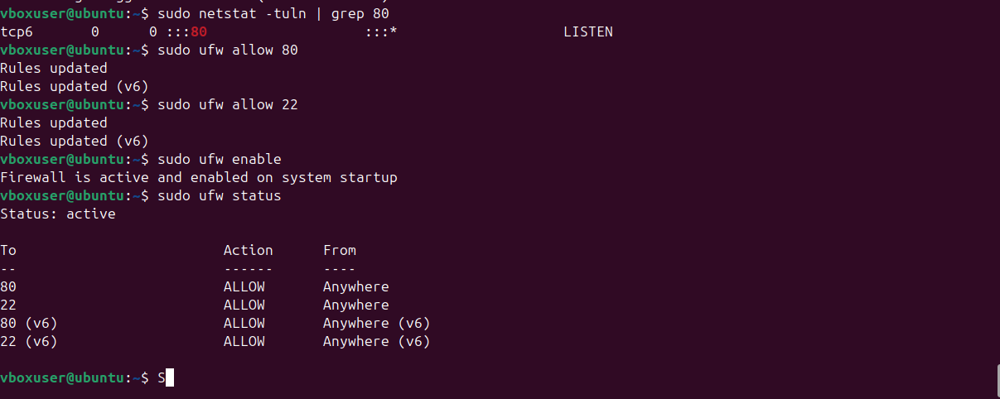 vboxuser@ubuntu:~$ sudo netstat -tuln | grep 80
tcp6       0      0 :::80                   :::*                    LISTEN
vboxuser@ubuntu:~$ sudo ufw allow 80
Rules updated
Rules updated (v6)
vboxuser@ubuntu:~$ sudo ufw allow 22
Rules updated
Rules updated (v6)
vboxuser@ubuntu:~$ sudo ufw enable
Firewall is active and enabled on system startup
vboxuser@ubuntu:~$ sudo ufw status
Status: active

To                         Action      From
--                         ------      ----
80                         ALLOW       Anywhere
22                         ALLOW       Anywhere
80 (v6)                    ALLOW       Anywhere (v6)
22 (v6)                    ALLOW       Anywhere (v6)

vboxuser@ubuntu:~$ S